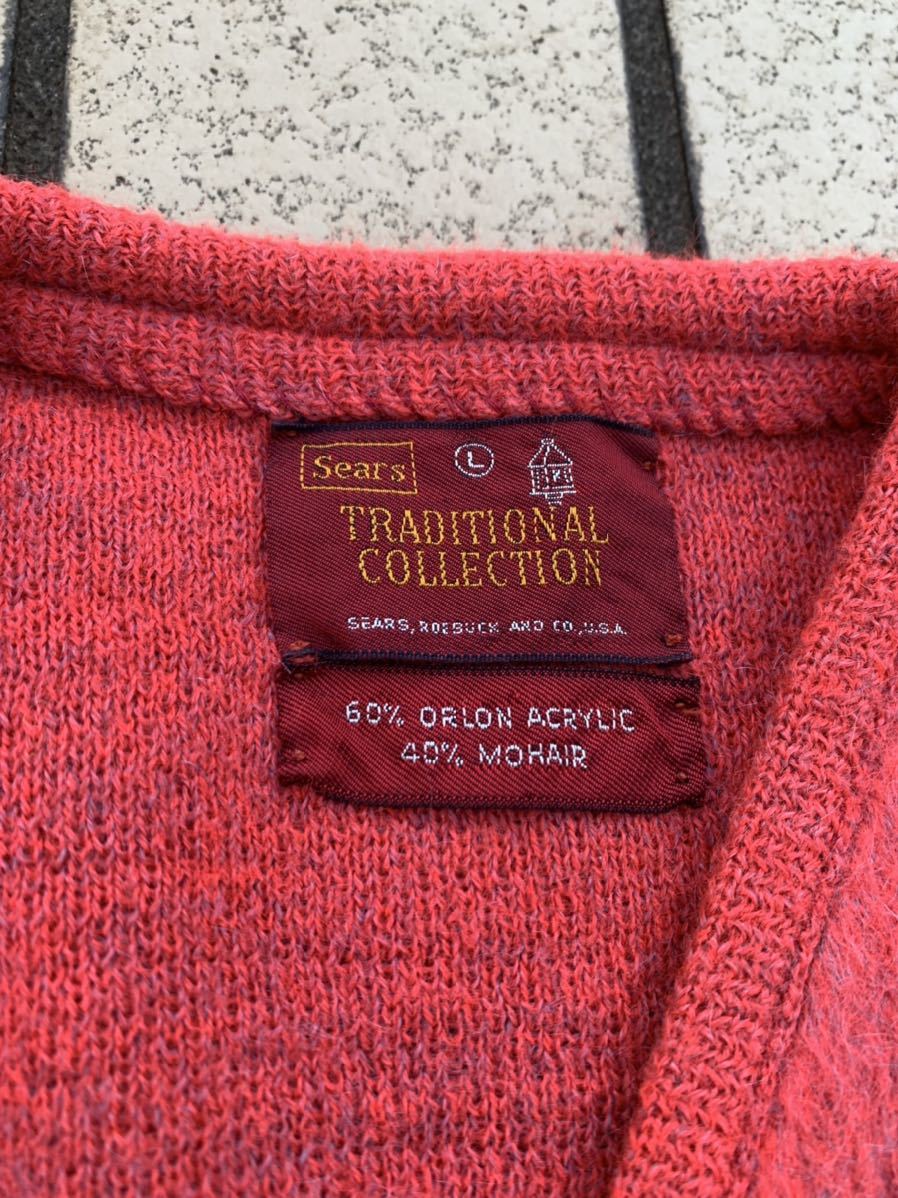 Sears L
TRADITIONAL
COLLECTION
SEARS, ROEBUCK AND CO., U.S.A.
60% ORLON ACRYLIC
40% MOHAIR